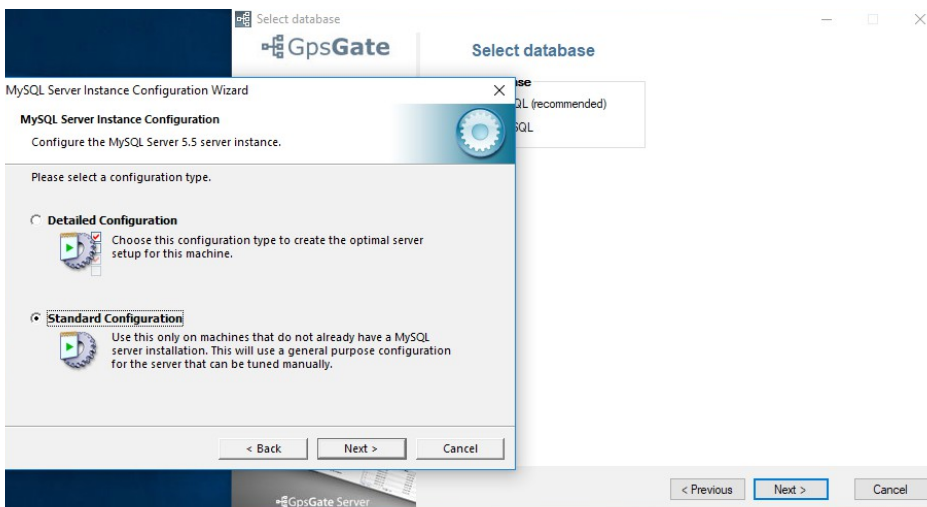 Select database
GpsGate
Select database
MySQL Server Instance Configuration Wizard
MySQL Server Instance Configuration
Configure the MySQL Server 5.5 server instance.
Please select a configuration type.
Detailed Configuration
Choose this configuration type to create the optimal server
setup for this machine.
Standard Configuration
Use this only on machines that do not already have a MySQL
server installation. This will use a general purpose configuration
for the server that can be tuned manually.
< Back
Next >
Cancel
(recommended)
GpsGate Server
< Previous
Next >
Cancel